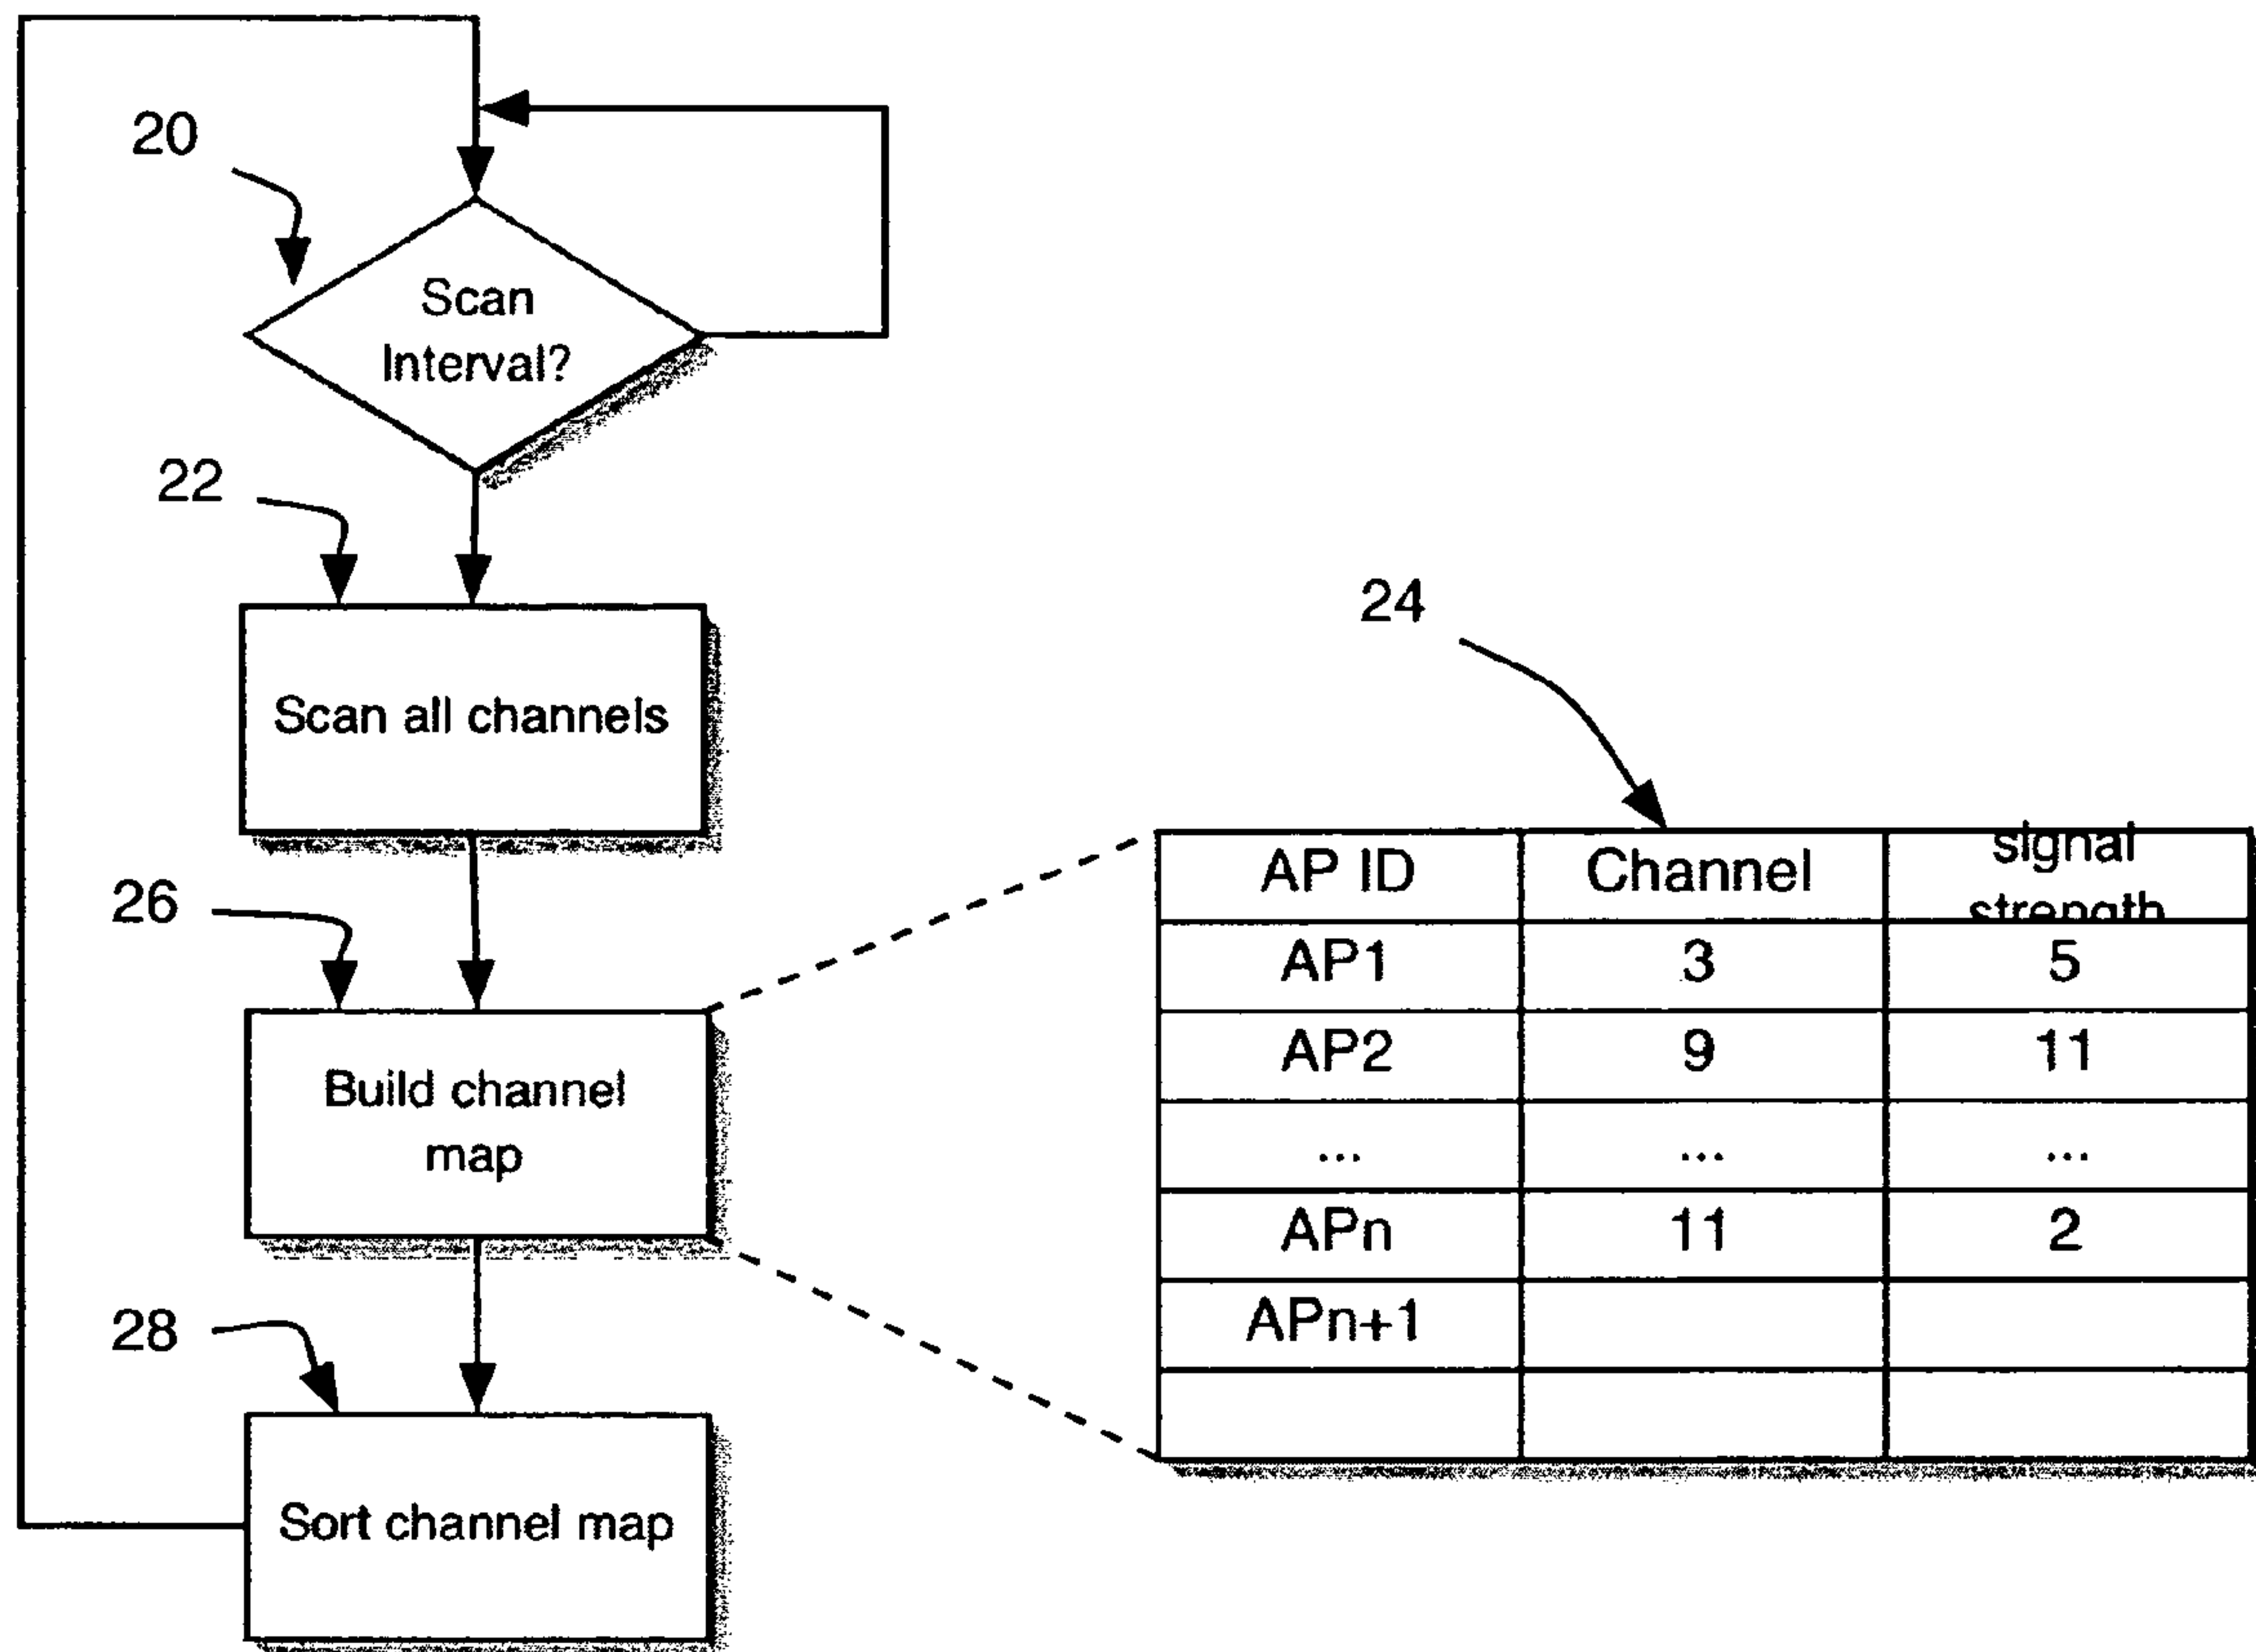 20
Scan
Interval?
22
Scan all channels
24
26
Build channel
map
AP ID Channel signal strength
AP1 3 5
AP2 9 11
... ... ...
APn 11 2
APn+1
28
Sort channel map